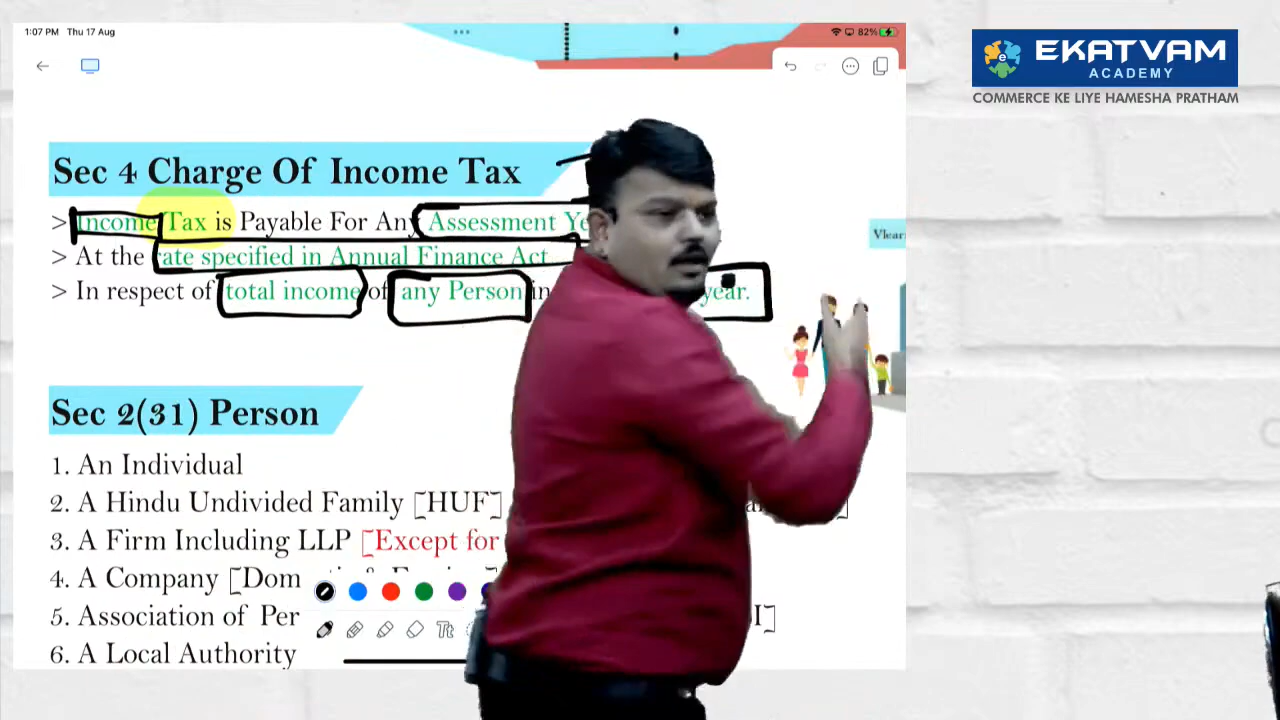 1:07 PM Thu 17 Aug
82%
EKATVAM
ACADEMY
COMMERCE KE LIYE HAMESHA PRATHAM
Sec 4 Charge Of Income Tax
> Income Tax is Payable For Any Assessment
> At the rate specified in Annual Finance Act
> In respect of total income of any Person in year.
Sec 2(31) Person
1. An Individual
2. A Hindu Undivided Family [HUF]
3. A Firm Including LLP [Except for
4. A Company
5. Association of
6. A Local Authority
Tt